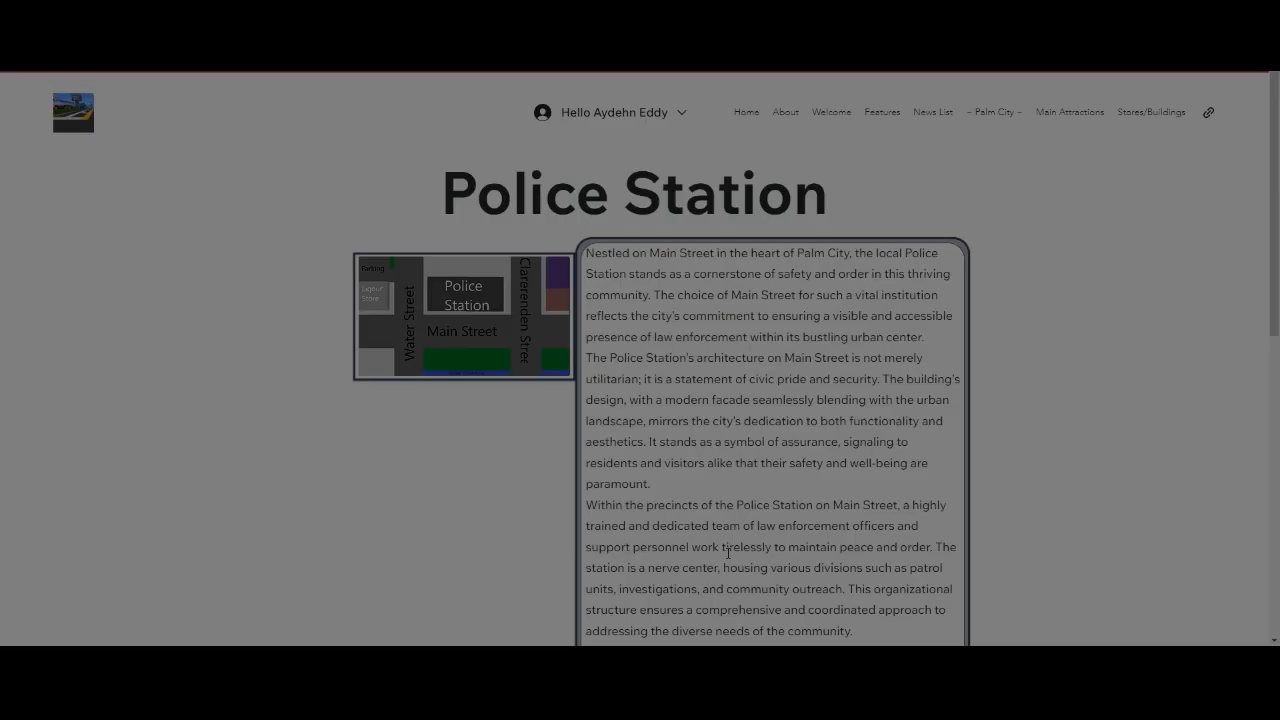 Hello Aydehn Eddy
Home About Welcome Features News List ~ Palm City ~ Main Attractions Stores/Buildings
Police Station
Parking
Liquor
Store
Water Street
Police
Station
Main Street
Clarerenden Stree
Nestled on Main Street in the heart of Palm City, the local Police
Station stands as a cornerstone of safety and order in this thriving
community. The choice of Main Street for such a vital institution
reflects the city's commitment to ensuring a visible and accessible
presence of law enforcement within its bustling urban center.
The Police Station's architecture on Main Street is not merely
utilitarian; it is a statement of civic pride and security. The building's
design, with a modern facade seamlessly blending with the urban
landscape, mirrors the city's dedication to both functionality and
aesthetics. It stands as a symbol of assurance, signaling to
residents and visitors alike that their safety and well-being are
paramount.
Within the precincts of the Police Station on Main Street, a highly
trained and dedicated team of law enforcement officers and
support personnel work tirelessly to maintain peace and order. The
station is a nerve center, housing various divisions such as patrol
units, investigations, and community outreach. This organizational
structure ensures a comprehensive and coordinated approach to
addressing the diverse needs of the community.